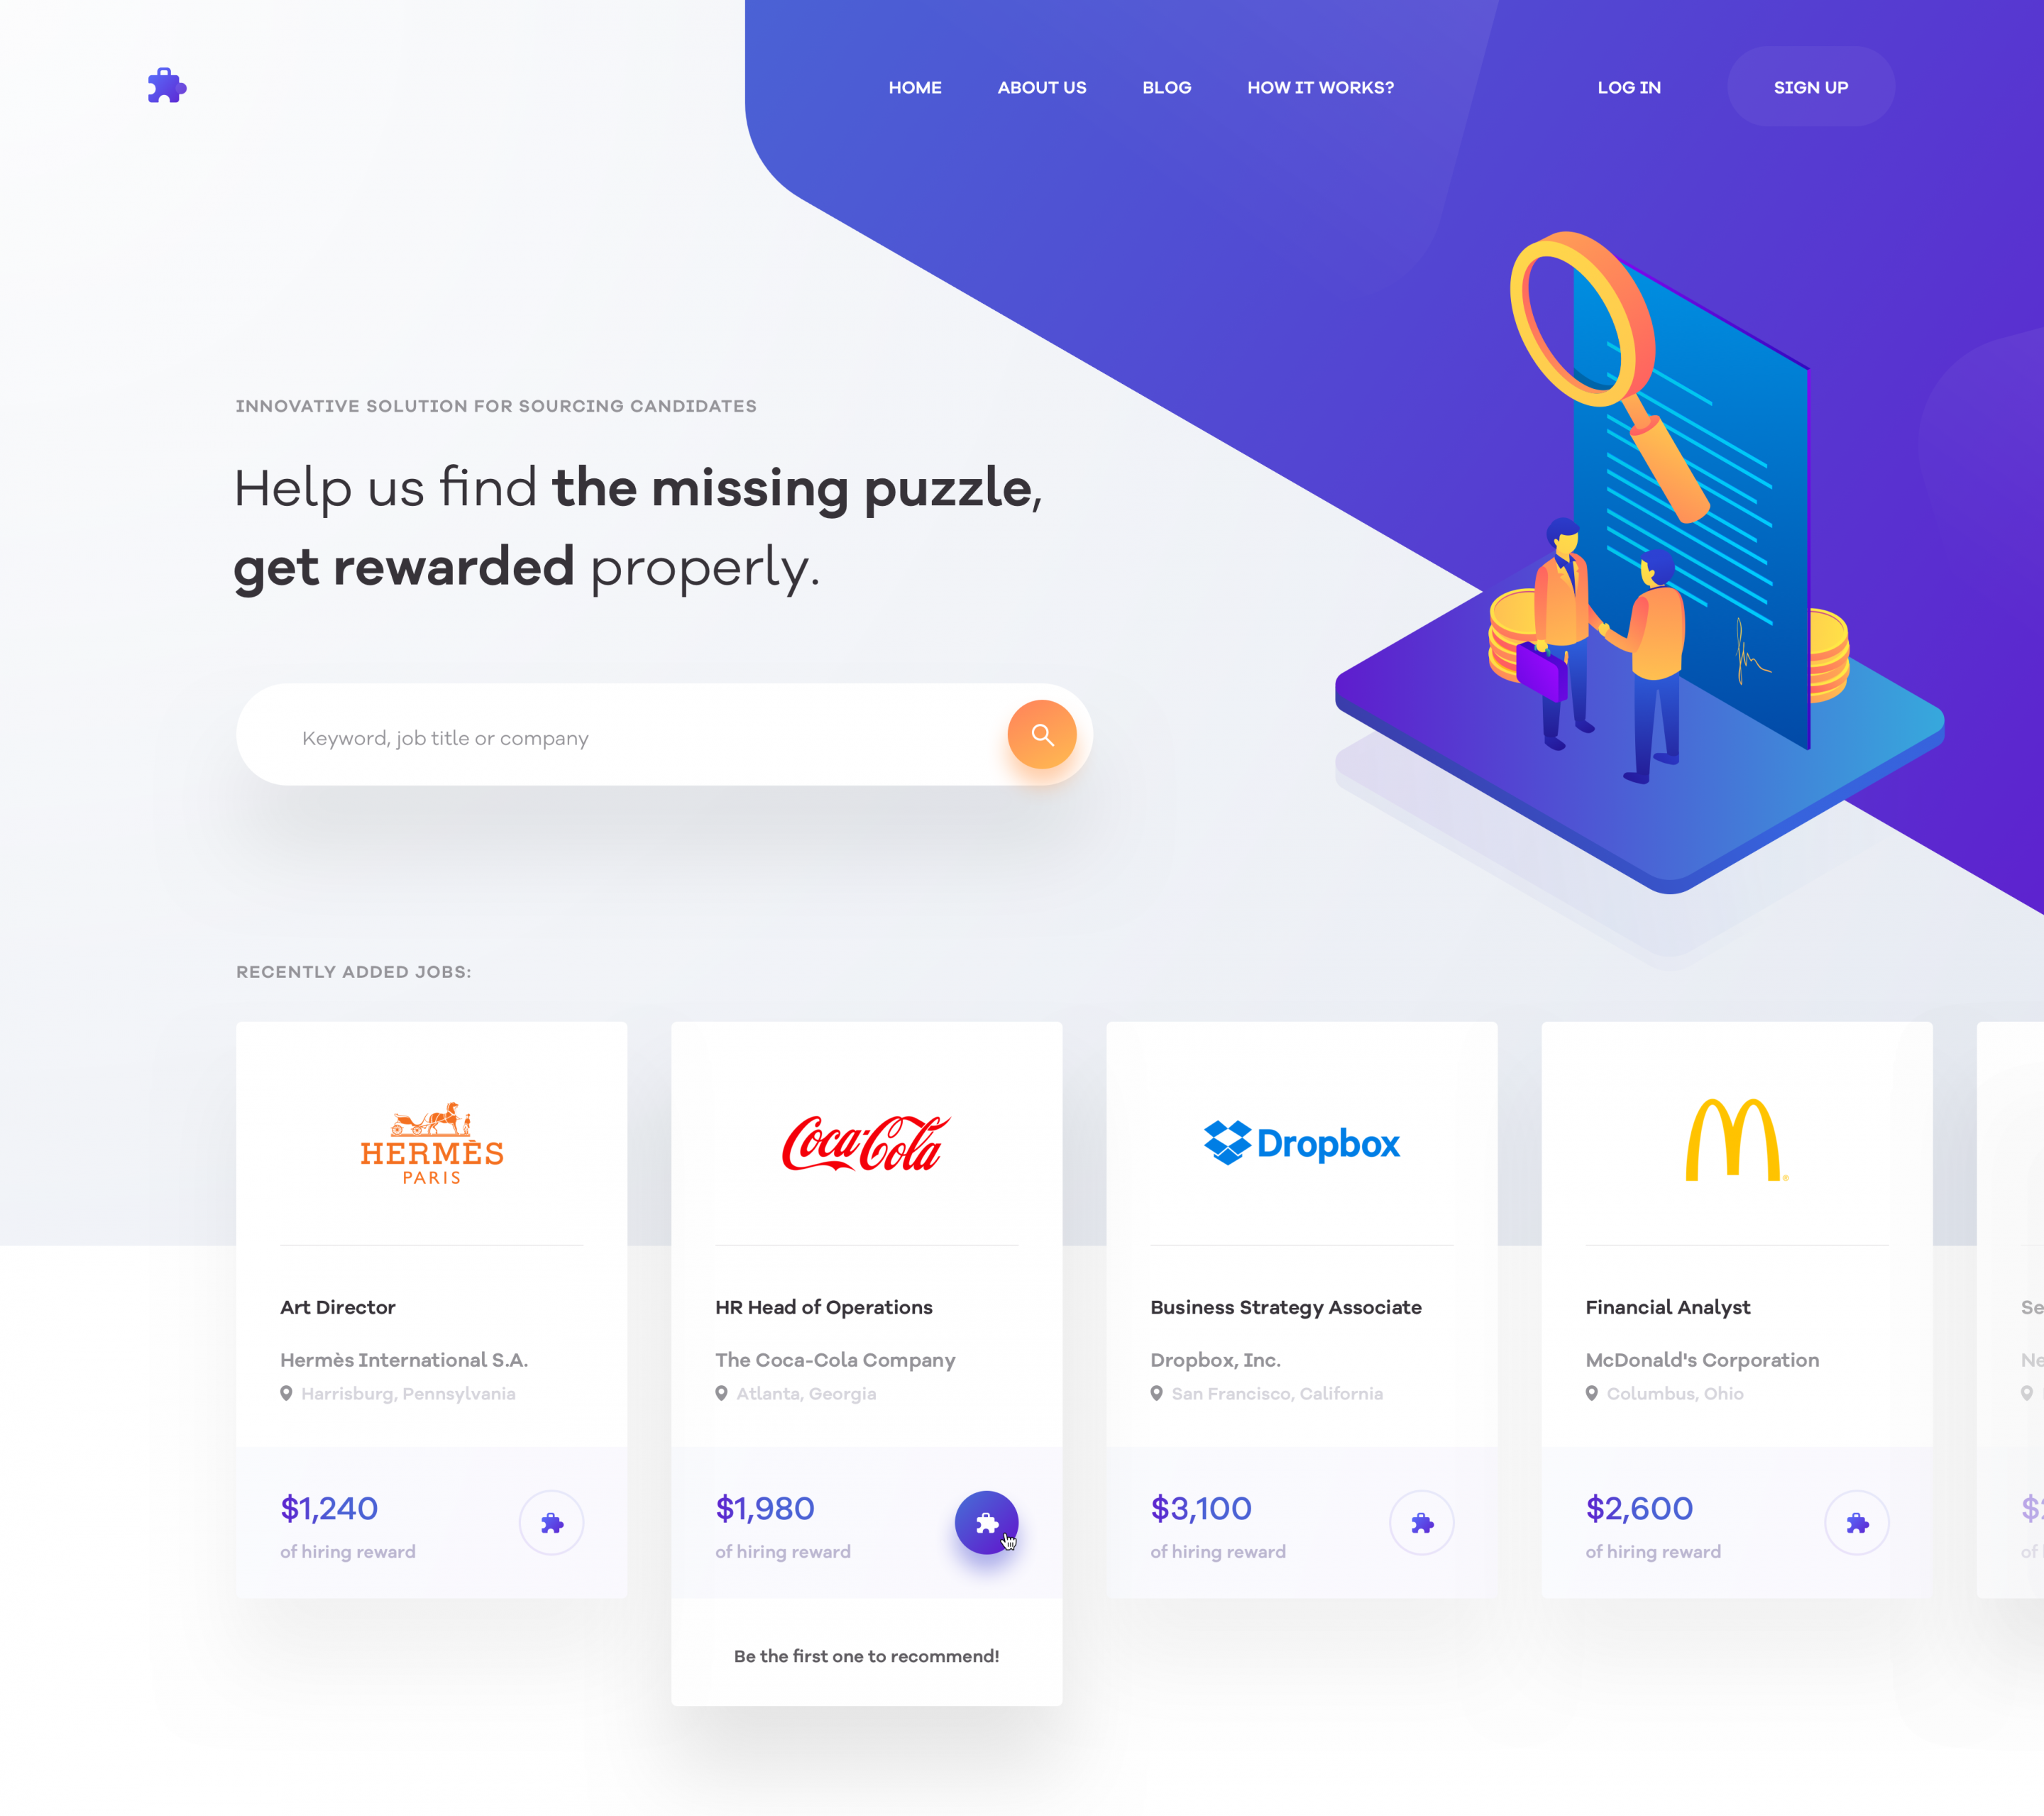 HOME ABOUT US BLOG HOW IT WORKS? LOG IN SIGN UP
INNOVATIVE SOLUTION FOR SOURCING CANDIDATES
Help us find the missing puzzle,
get rewarded properly.
Keyword, job title or company
RECENTLY ADDED JOBS:
HERMÈS
PARIS
Art Director
Hermès International S.A.
Harrisburg, Pennsylvania
$1,240
of hiring reward
Coca-Cola
HR Head of Operations
The Coca-Cola Company
Atlanta, Georgia
$1,980
of hiring reward
Be the first one to recommend!
Dropbox
Business Strategy Associate
Dropbox, Inc.
San Francisco, California
$3,100
of hiring reward
Financial Analyst
McDonald's Corporation
Columbus, Ohio
$2,600
of hiring reward
Se
Ne
of